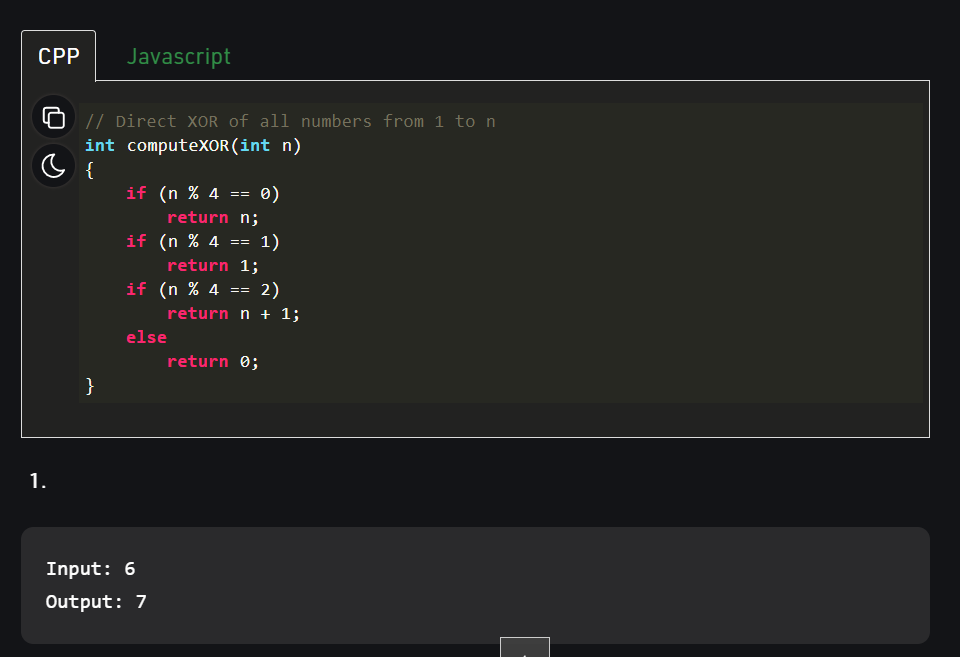 CPP Javascript
// Direct XOR of all numbers from 1 to n
int computeXOR(int n)
{
    if (n % 4 == 0)
        return n;
    if (n % 4 == 1)
        return 1;
    if (n % 4 == 2)
        return n + 1;
    else
        return 0;
}
1.
Input: 6
Output: 7